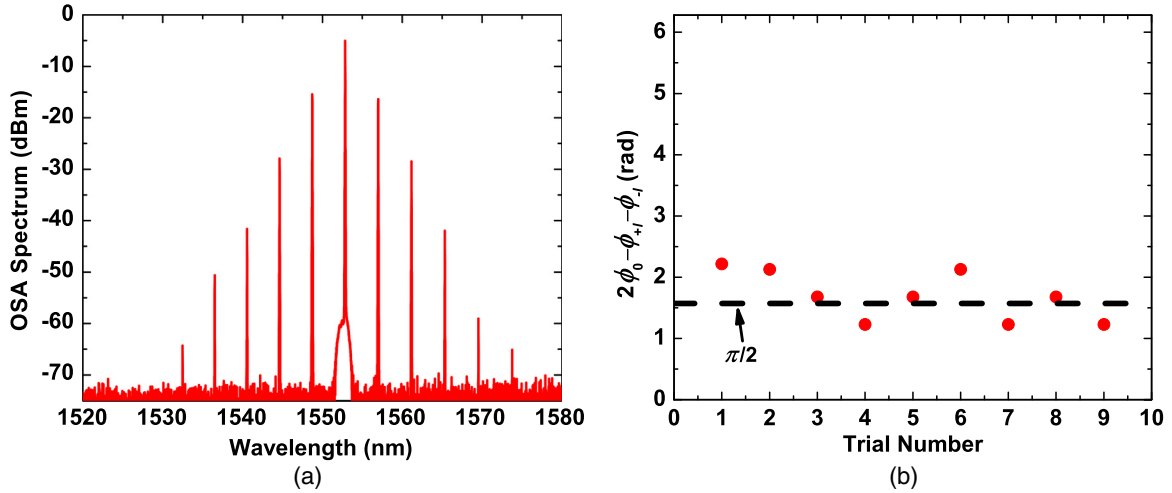 0
-10
-20
-30
-40
-50
-60
-70
OSA Spectrum (dBm)
1520 1530 1540 1550 1560 1570 1580
Wavelength (nm)
(a)
6
5
4
3
2
1
0
2ϕ₀−ϕ₊ₗ−ϕ₋ₗ (rad)
π/2
0 1 2 3 4 5 6 7 8 9 10
Trial Number
(b)